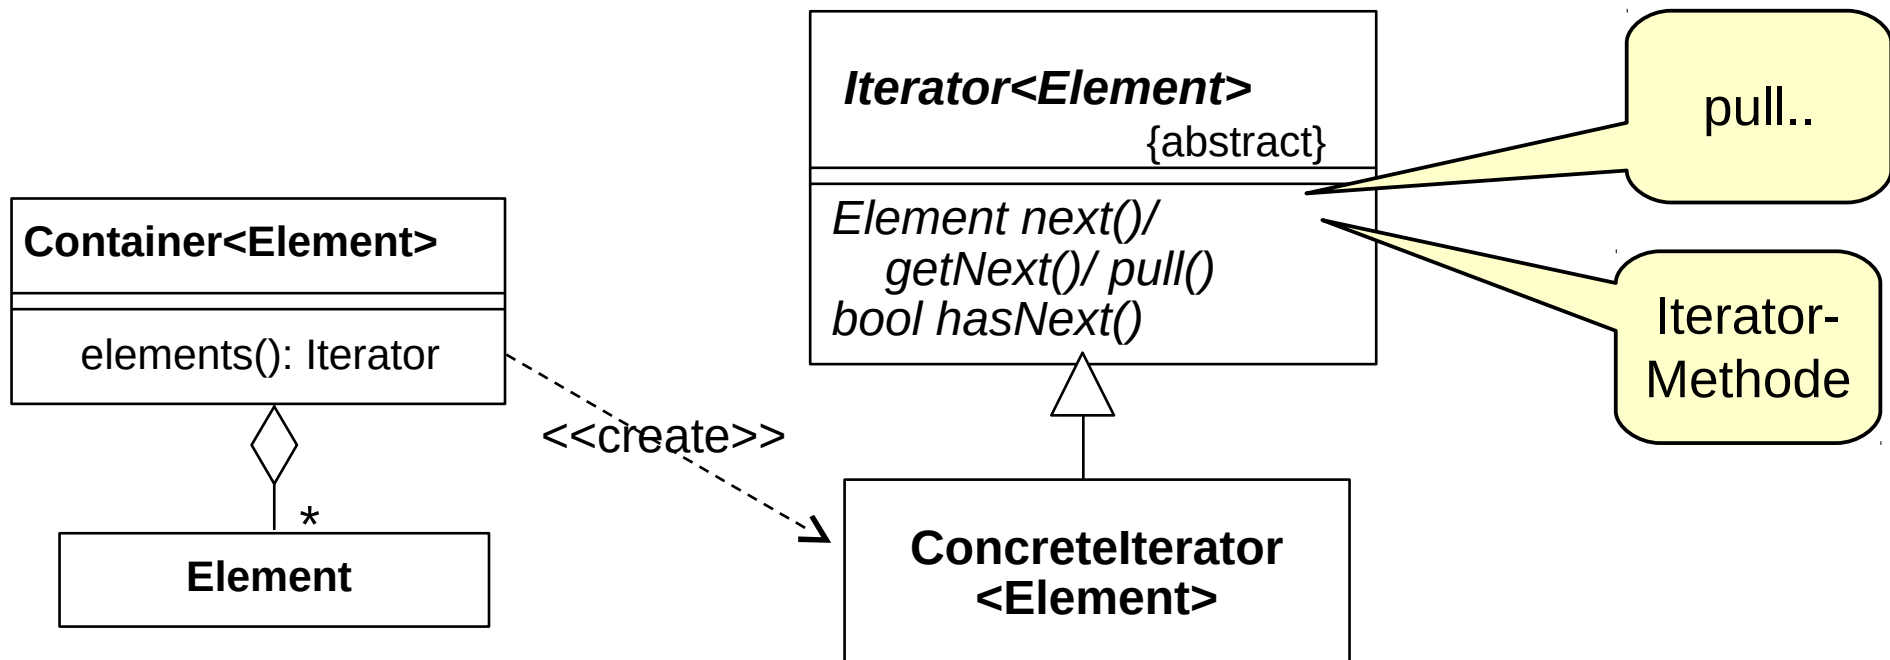 Container<Element>
elements(): Iterator
*
Element
<<create>>
Iterator<Element>
{abstract}
Element next()/
getNext()/ pull()
bool hasNext()
ConcreteIterator
<Element>
pull..
Iterator-
Methode